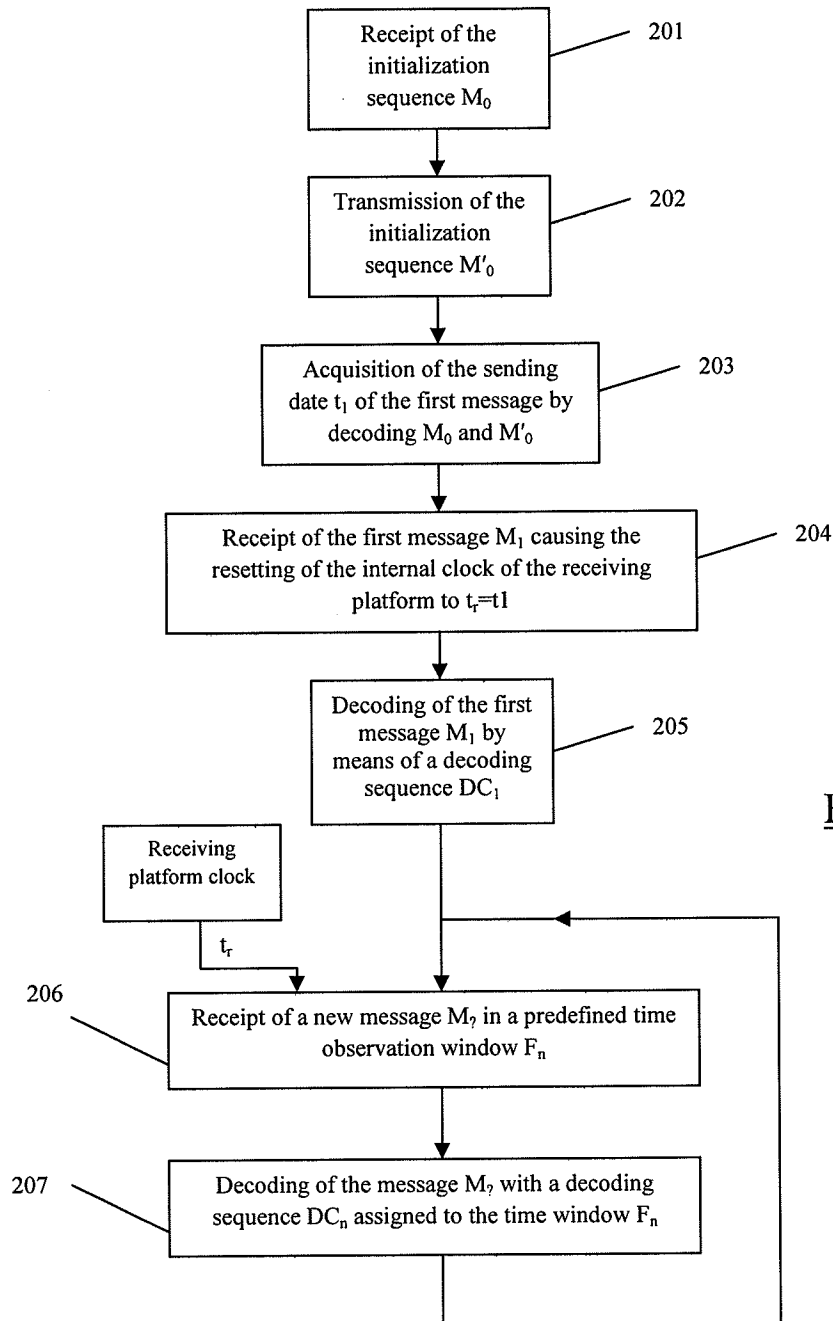 Receipt of the
initialization
sequence M₀
201
Transmission of the
initialization
sequence M'₀
202
Acquisition of the sending
date t₁ of the first message by
decoding M₀ and M'₀
203
Receipt of the first message M₁ causing the
resetting of the internal clock of the receiving
platform to tᵣ=t1
204
Decoding of the first
message M₁ by
means of a decoding
sequence DC₁
205
Receiving
platform clock
tᵣ
206
Receipt of a new message M? in a predefined time
observation window Fₙ
207
Decoding of the message M? with a decoding
sequence DCₙ assigned to the time window Fₙ